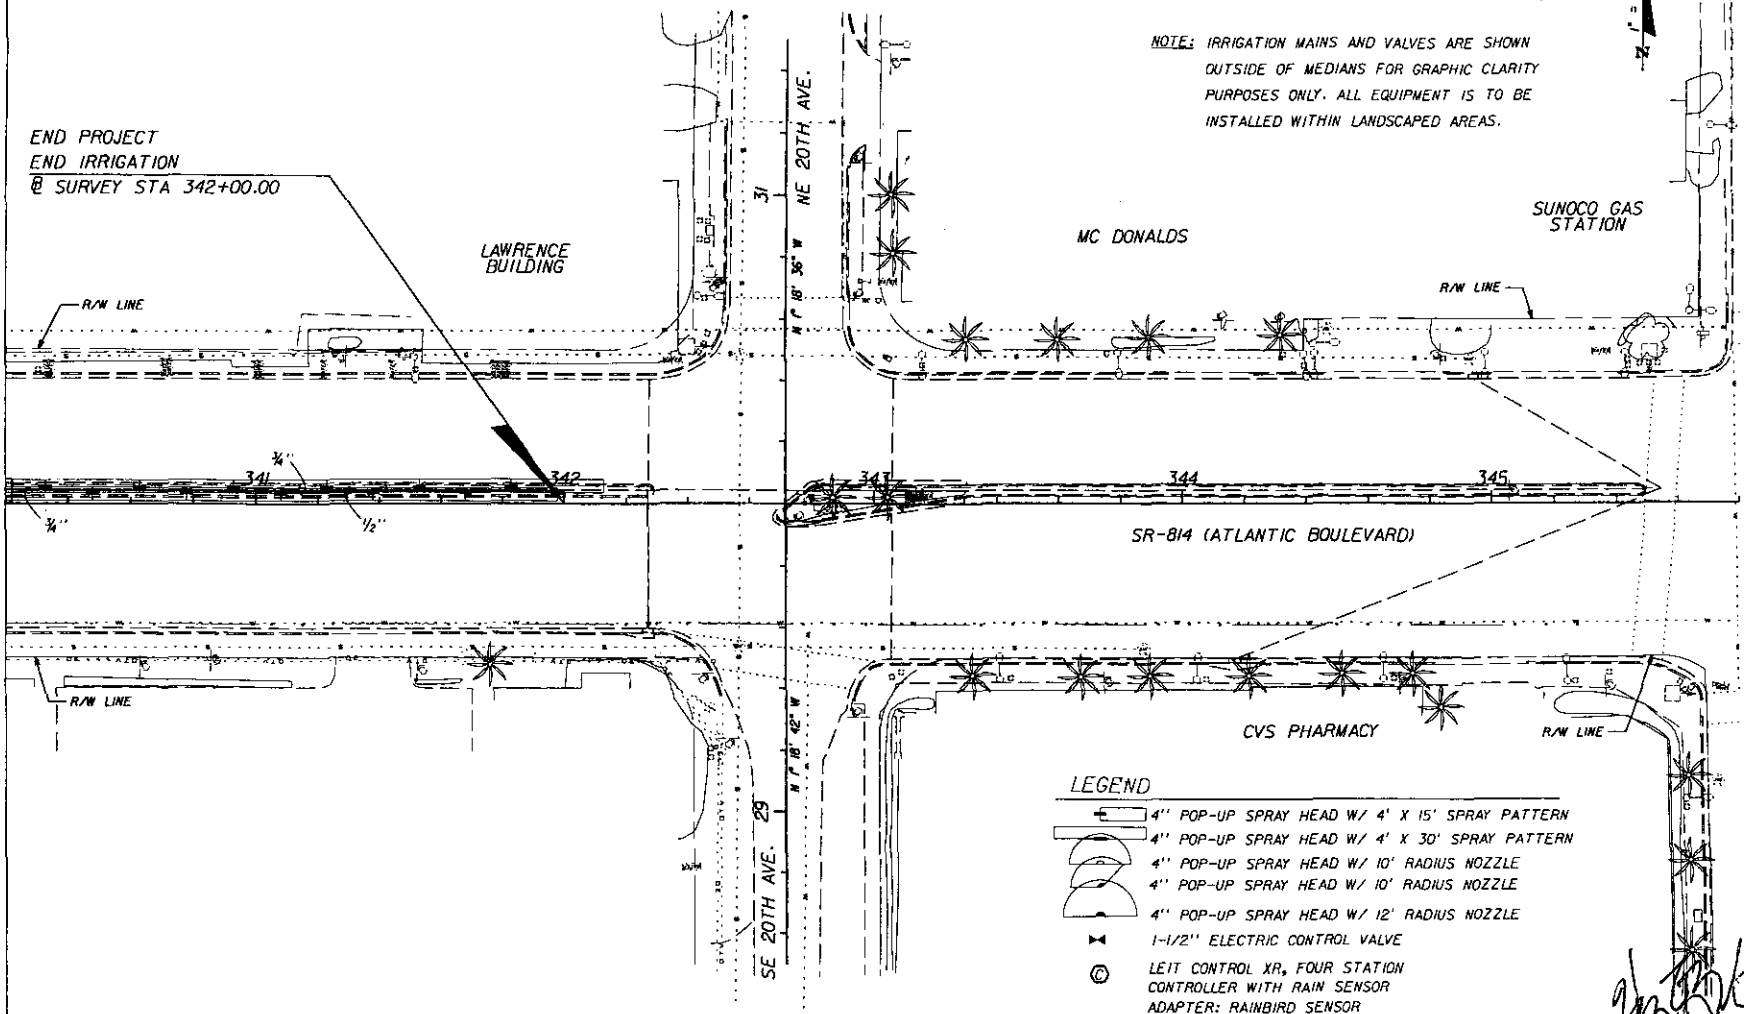 NOTE: IRRIGATION MAINS AND VALVES ARE SHOWN
OUTSIDE OF MEDIANS FOR GRAPHIC CLARITY
PURPOSES ONLY. ALL EQUIPMENT IS TO BE
INSTALLED WITHIN LANDSCAPED AREAS.
END PROJECT
END IRRIGATION
SURVEY STA 342+00.00
NE 20TH AVE.
31
LAWRENCE
BUILDING
MC DONALDS
SUNOCO GAS
STATION
R/W LINE
R/W LINE
N 1° 18' 36" W
3/4"
341
342
343
344
345
3/4"
1/2"
SR-814 (ATLANTIC BOULEVARD)
R/W LINE
N 1° 18' 42" W
CVS PHARMACY
R/W LINE
29
SE 20TH AVE.
LEGEND
4" POP-UP SPRAY HEAD W/ 4' X 15' SPRAY PATTERN
4" POP-UP SPRAY HEAD W/ 4' X 30' SPRAY PATTERN
4" POP-UP SPRAY HEAD W/ 10' RADIUS NOZZLE
4" POP-UP SPRAY HEAD W/ 10' RADIUS NOZZLE
4" POP-UP SPRAY HEAD W/ 12' RADIUS NOZZLE
1-1/2" ELECTRIC CONTROL VALVE
C LEIT CONTROL XR, FOUR STATION
CONTROLLER WITH RAIN SENSOR
ADAPTER: RAINBIRD SENSOR